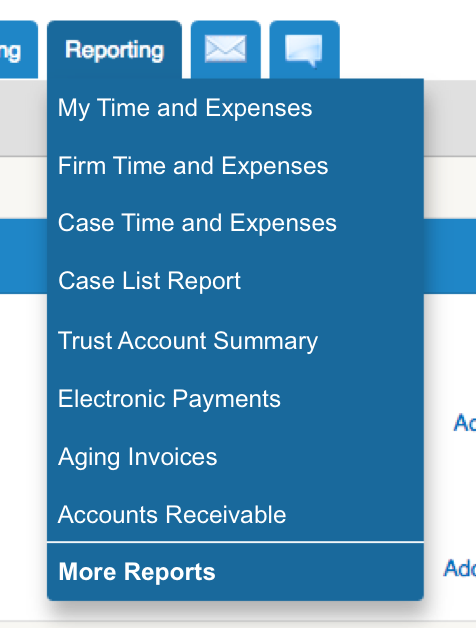 ng
Reporting
My Time and Expenses
Firm Time and Expenses
Case Time and Expenses
Case List Report
Trust Account Summary
Electronic Payments
Ac
Aging Invoices
Accounts Receivable
More Reports
Add